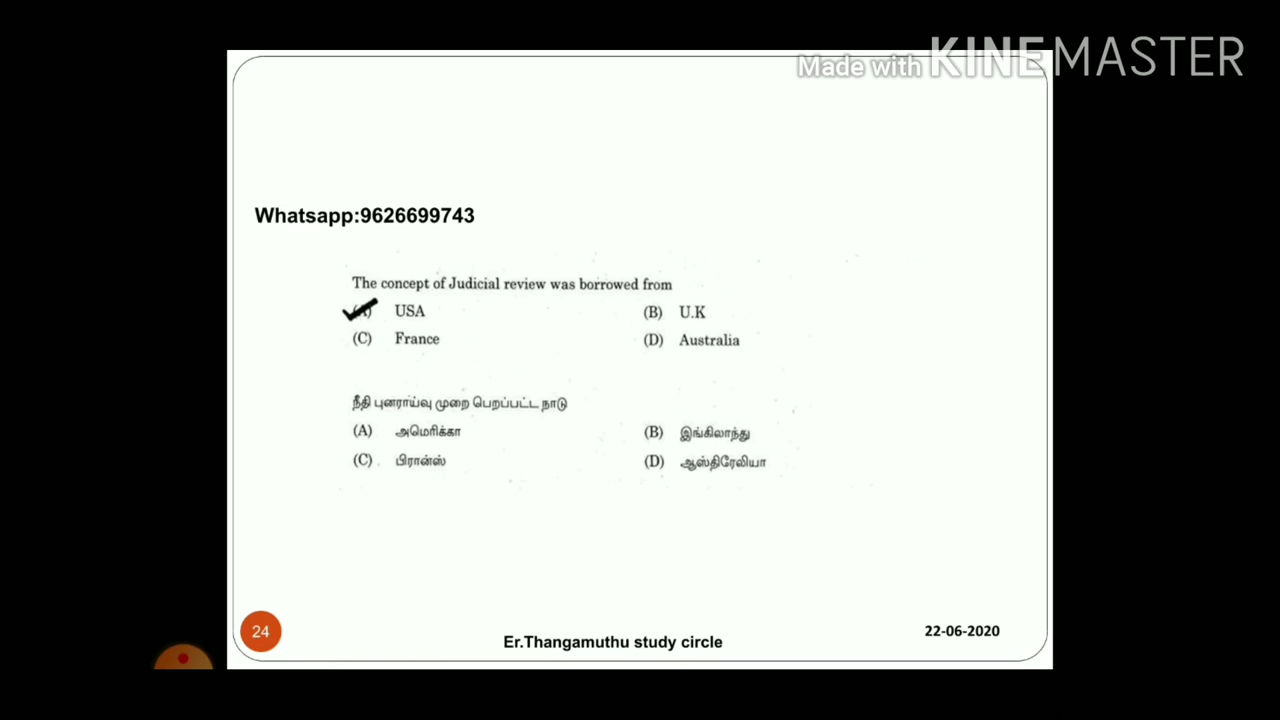 Made with KINEMASTER
Whatsapp:9626699743
The concept of Judicial review was borrowed from
(A) USA (B) U.K
(C) France (D) Australia
நீதி புனராய்வு முறை பெறப்பட்ட நாடு
(A) அமெரிக்கா (B) இங்கிலாந்து
(C) பிரான்ஸ் (D) ஆஸ்திரேலியா
24 Er.Thangamuthu study circle 22-06-2020